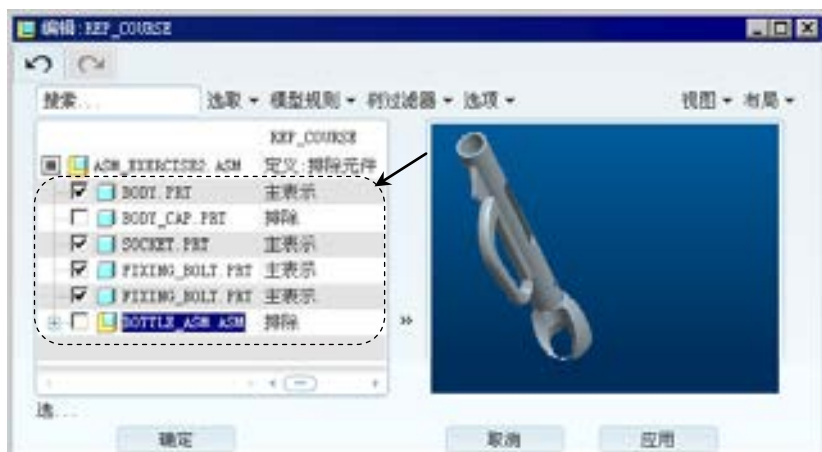 编辑:REP_COURSE
搜索... 选取 模型规则 树过滤器 选项 视图 布局
REP_COURSE
ASM_EXERCISE2.ASM 定义:排除元件
BODY.PRT 主表示
BODY_CAP.PRT 排除
SOCKET.PRT 主表示
FIXING_BOLT.PRT 主表示
FIXING_BOLT.PRT 主表示
BOTTLE_ASM.ASM 排除
选...
确定 取消 应用